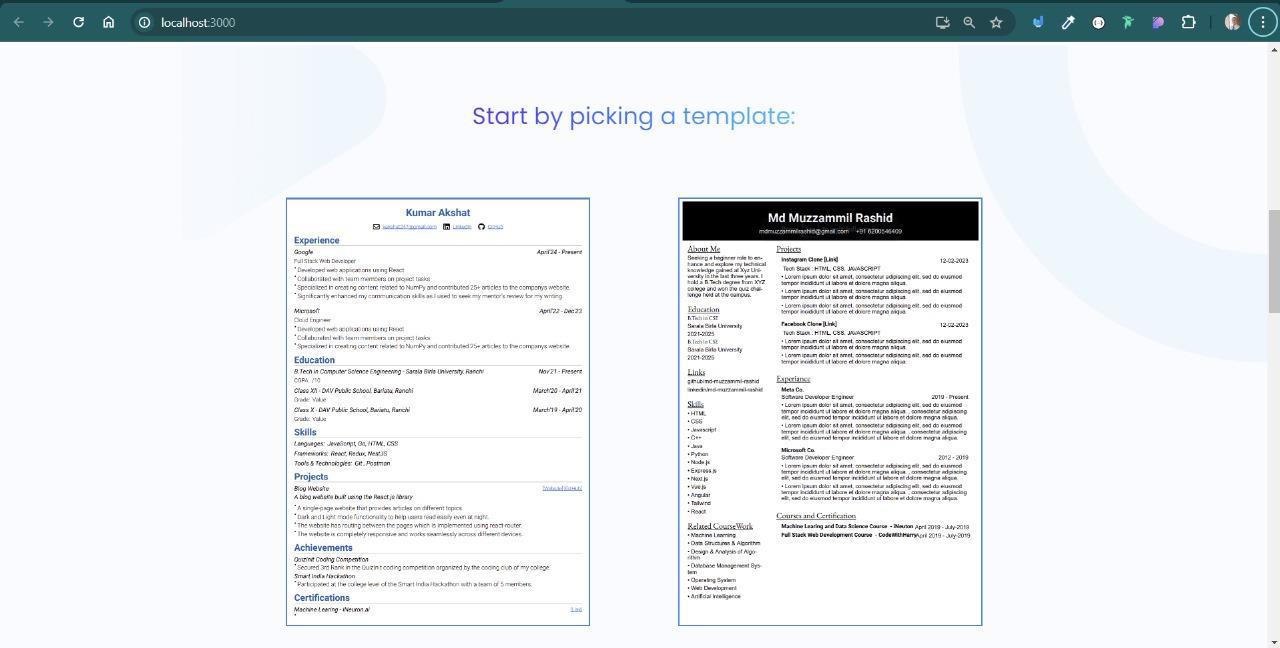 localhost:3000
Start by picking a template:
Kumar Akshat
LinkedIn GitHub
Experience
Google April'24 - Present
Full Stack Web Developer
* Developed web applications using React
* Collaborated with team members on project tasks
* Specialized in creating content related to NumPy and contributed 25+ articles to the companys website.
* Significantly enhanced my communication skills as I used to seek my mentor's review for my writing.
Microsoft April'22 - Dec'23
Cloud Engineer
* Developed web applications using React
* Collaborated with team members on project tasks
* Specialized in creating content related to NumPy and contributed 25+ articles to the companys website.
Education
B.Tech in Computer Science Engineering - Sarala Birla University, Ranchi Nov'21 - Present
CGPA: /10
Class XII - DAV Public School, Bariatu, Ranchi March'20 - April'21
Grade: Value
Class X - DAV Public School, Bariatu, Ranchi March'19 - April'20
Grade: Value
Skills
Languages: JavaScript, Go, HTML, CSS
Frameworks: React, Redux, NestJS
Tools & Technologies: Git , Postman
Projects
Blog Website [Website][GitHub]
A blog website built using the React.js library
* A single-page website that provides articles on different topics.
* Dark and Light mode functionality to help users read easily even at night.
* The website has routing between the pages which is implemented using react-router.
* The website is completely responsive and works seamlessly across different devices.
Achievements
Quizinit Coding Competition
* Secured 3rd Rank in the Quizinit coding competition organized by the coding club of my college.
Smart India Hackathon
* Participated at the college level of the Smart India Hackathon with a team of 5 members.
Certifications
Machine Learing - iNeuron.ai [Link]
*
Md Muzzammil Rashid
mdmuzzammilrashid@gmail.com +91 6200546409
About Me
Seeking a beginner role to en-
hance and explore my technical
knowledge gained at Xyz Uni-
versity in the last three years. I
hold a B.Tech degree from XYZ
college and won the quiz chal-
lenge held at the campus.
Education
B.Tech in CSE
Sarala Birla University
2021-2025
B.Tech in CSE
Sarala Birla University
2021-2025
Links
github/md-muzzammil-rashid
linkedin/md-muzzammil-rashid
Skills
• HTML
• CSS
• Javascript
• C++
• Java
• Python
• Node.js
• Express.js
• Next.js
• Vue.js
• Angular
• Tailwind
• React
Related CourseWork
• Machine Learning
• Data Structures & Algorithm
• Design & Analysis of Algo-
rithm
• Database Management Sys-
tem
• Operating System
• Web Development
• Artificial Intelligence
Projects
Instagram Clone [Link] 12-02-2023
Tech Stack : HTML, CSS, JAVASCRIPT
• Lorem ipsum dolor sit amet, consectetur adipiscing elit, sed do eiusmod
tempor incididunt ut labore et dolore magna aliqua.
• Lorem ipsum dolor sit amet, consectetur adipiscing elit, sed do eiusmod
tempor incididunt ut labore et dolore magna aliqua.
• Lorem ipsum dolor sit amet, consectetur adipiscing elit, sed do eiusmod
tempor incididunt ut labore et dolore magna aliqua.
Facebook Clone [Link] 12-02-2023
Tech Stack : HTML, CSS, JAVASCRIPT
• Lorem ipsum dolor sit amet, consectetur adipiscing elit, sed do eiusmod
tempor incididunt ut labore et dolore magna aliqua.
• Lorem ipsum dolor sit amet, consectetur adipiscing elit, sed do eiusmod
tempor incididunt ut labore et dolore magna aliqua.
Experiance
Meta Co.
Software Developer Engineer 2019 - Present
• Lorem ipsum dolor sit amet, consectetur adipiscing elit, sed do eiusmod
tempor incididunt ut labore et dolore magna aliqua. , consectetur adipiscing
elit, sed do eiusmod tempor incididunt ut labore et dolore magna aliqua.
• Lorem ipsum dolor sit amet, consectetur adipiscing elit, sed do eiusmod
tempor incididunt ut labore et dolore magna aliqua. , consectetur adipiscing
elit, sed do eiusmod tempor incididunt ut labore et dolore magna aliqua.
Microsoft Co.
Software Developer Engineer 2012 - 2019
• Lorem ipsum dolor sit amet, consectetur adipiscing elit, sed do eiusmod
tempor incididunt ut labore et dolore magna aliqua. , consectetur adipiscing
elit, sed do eiusmod tempor incididunt ut labore et dolore magna aliqua.
• Lorem ipsum dolor sit amet, consectetur adipiscing elit, sed do eiusmod
tempor incididunt ut labore et dolore magna aliqua. , consectetur adipiscing
elit, sed do eiusmod tempor incididunt ut labore et dolore magna aliqua.
Courses and Certification
Machine Learing and Data Science Course - iNeuton April 2019 - July-2019
Full Stack Web Development Course - CodeWithHarry April 2019 - July-2019